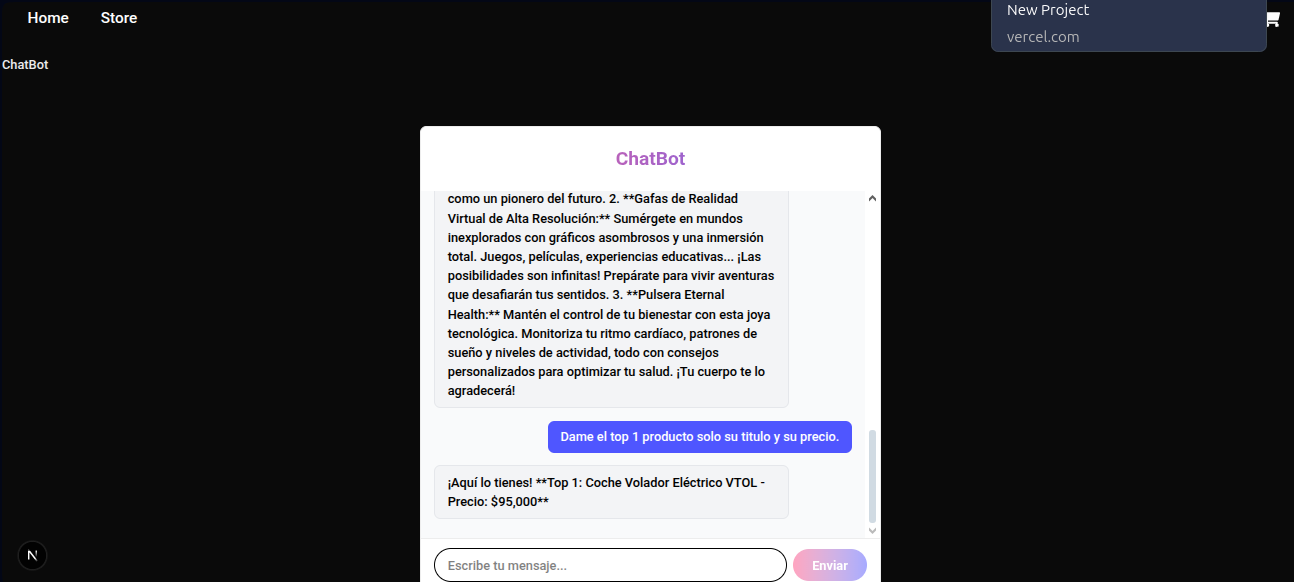 Home
Store
New Project
vercel.com
ChatBot
ChatBot
como un pionero del futuro. 2. **Gafas de Realidad
Virtual de Alta Resolución:** Sumérgete en mundos
inexplorados con gráficos asombrosos y una inmersión
total. Juegos, películas, experiencias educativas... ¡Las
posibilidades son infinitas! Prepárate para vivir aventuras
que desafiarán tus sentidos. 3. **Pulsera Eternal
Health:** Mantén el control de tu bienestar con esta joya
tecnológica. Monitoriza tu ritmo cardíaco, patrones de
sueño y niveles de actividad, todo con consejos
personalizados para optimizar tu salud. ¡Tu cuerpo te lo
agradecerá!
Dame el top 1 producto solo su titulo y su precio.
¡Aquí lo tienes! **Top 1: Coche Volador Eléctrico VTOL -
Precio: $95,000**
N
Escribe tu mensaje...
Enviar